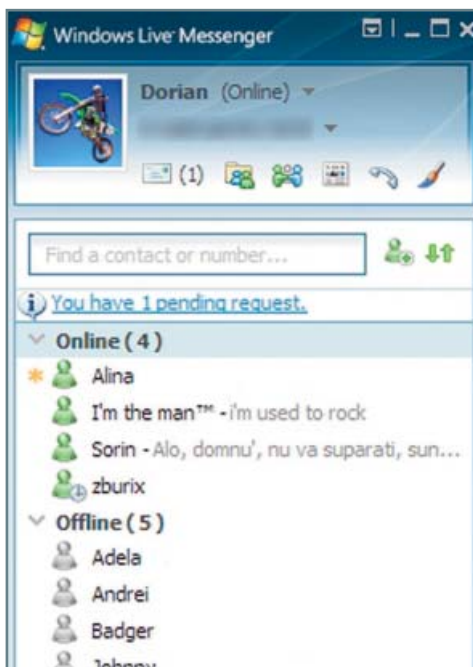 Windows Live Messenger
Dorian (Online)
(1)
Find a contact or number...
You have 1 pending request.
Online (4)
Alina
I'm the man™ - i'm used to rock
Sorin - Alo, domnu', nu va suparati, sun...
zburix
Offline (5)
Adela
Andrei
Badger
Johnny